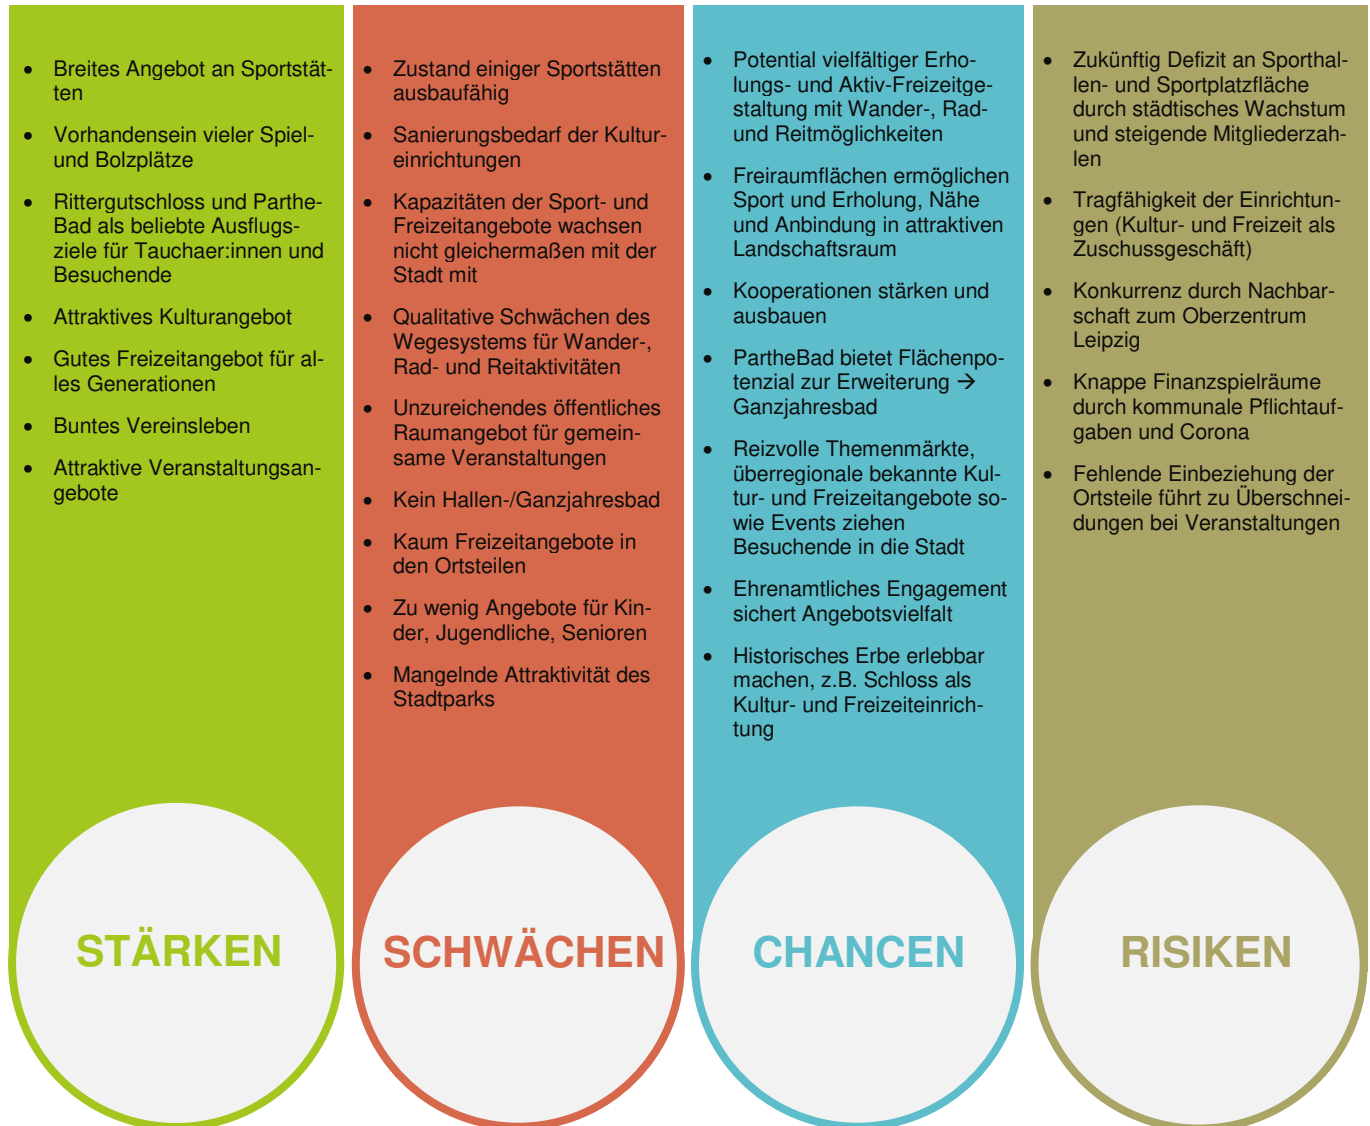 • Breites Angebot an Sportstät-
ten
• Vorhandensein vieler Spiel-
und Bolzplätze
• Rittergutschloss und Parthe-
Bad als beliebte Ausflugs-
ziele für Tauchaer:innen und
Besuchende
• Attraktives Kulturangebot
• Gutes Freizeitangebot für al-
les Generationen
• Buntes Vereinsleben
• Attraktive Veranstaltungsan-
gebote
STÄRKEN
• Zustand einiger Sportstätten
ausbaufähig
• Sanierungsbedarf der Kultur-
einrichtungen
• Kapazitäten der Sport- und
Freizeitangebote wachsen
nicht gleichermaßen mit der
Stadt mit
• Qualitative Schwächen des
Wegesystems für Wander-,
Rad- und Reitaktivitäten
• Unzureichendes öffentliches
Raumangebot für gemein-
same Veranstaltungen
• Kein Hallen-/Ganzjahresbad
• Kaum Freizeitangebote in
den Ortsteilen
• Zu wenig Angebote für Kin-
der, Jugendliche, Senioren
• Mangelnde Attraktivität des
Stadtparks
SCHWÄCHEN
• Potential vielfältiger Erho-
lungs- und Aktiv-Freizeitge-
staltung mit Wander-, Rad-
und Reitmöglichkeiten
• Freiraumflächen ermöglichen
Sport und Erholung, Nähe
und Anbindung in attraktiven
Landschaftsraum
• Kooperationen stärken und
ausbauen
• PartheBad bietet Flächenpo-
tenzial zur Erweiterung →
Ganzjahresbad
• Reizvolle Themenmärkte,
überregionale bekannte Kul-
tur- und Freizeitangebote so-
wie Events ziehen
Besuchende in die Stadt
• Ehrenamtliches Engagement
sichert Angebotsvielfalt
• Historisches Erbe erlebbar
machen, z.B. Schloss als
Kultur- und Freizeiteinrich-
tung
CHANCEN
• Zukünftig Defizit an Sporthal-
len- und Sportplatzfläche
durch städtisches Wachstum
und steigende Mitgliederzah-
len
• Tragfähigkeit der Einrichtun-
gen (Kultur- und Freizeit als
Zuschussgeschäft)
• Konkurrenz durch Nachbar-
schaft zum Oberzentrum
Leipzig
• Knappe Finanzspielräume
durch kommunale Pflichtauf-
gaben und Corona
• Fehlende Einbeziehung der
Ortsteile führt zu Überschnei-
dungen bei Veranstaltungen
RISIKEN